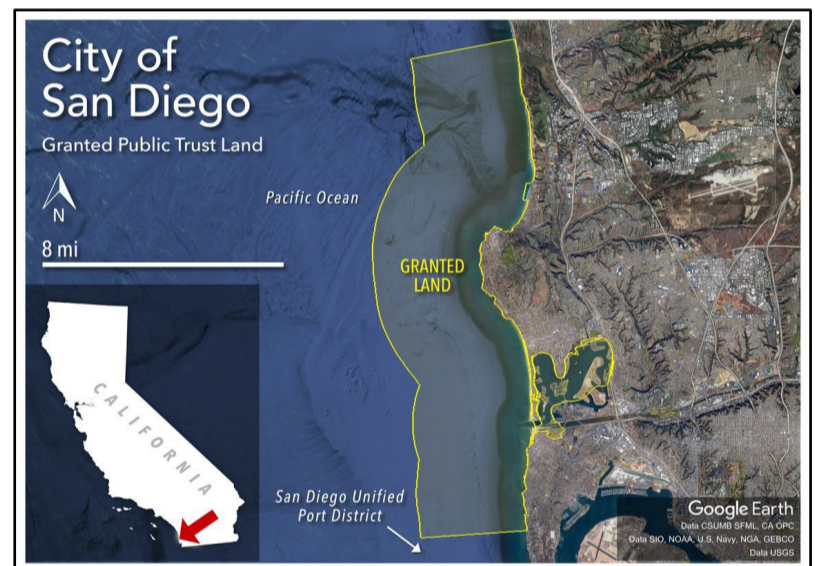 City of
San Diego
Granted Public Trust Land
N
8 mi
Pacific Ocean
GRANTED
LAND
CALIFORNIA
San Diego Unified
Port District
Google Earth
Data CSUMB SFML, CA OPC
Data SIO, NOAA, U.S. Navy, NGA, GEBCO
Data USGS